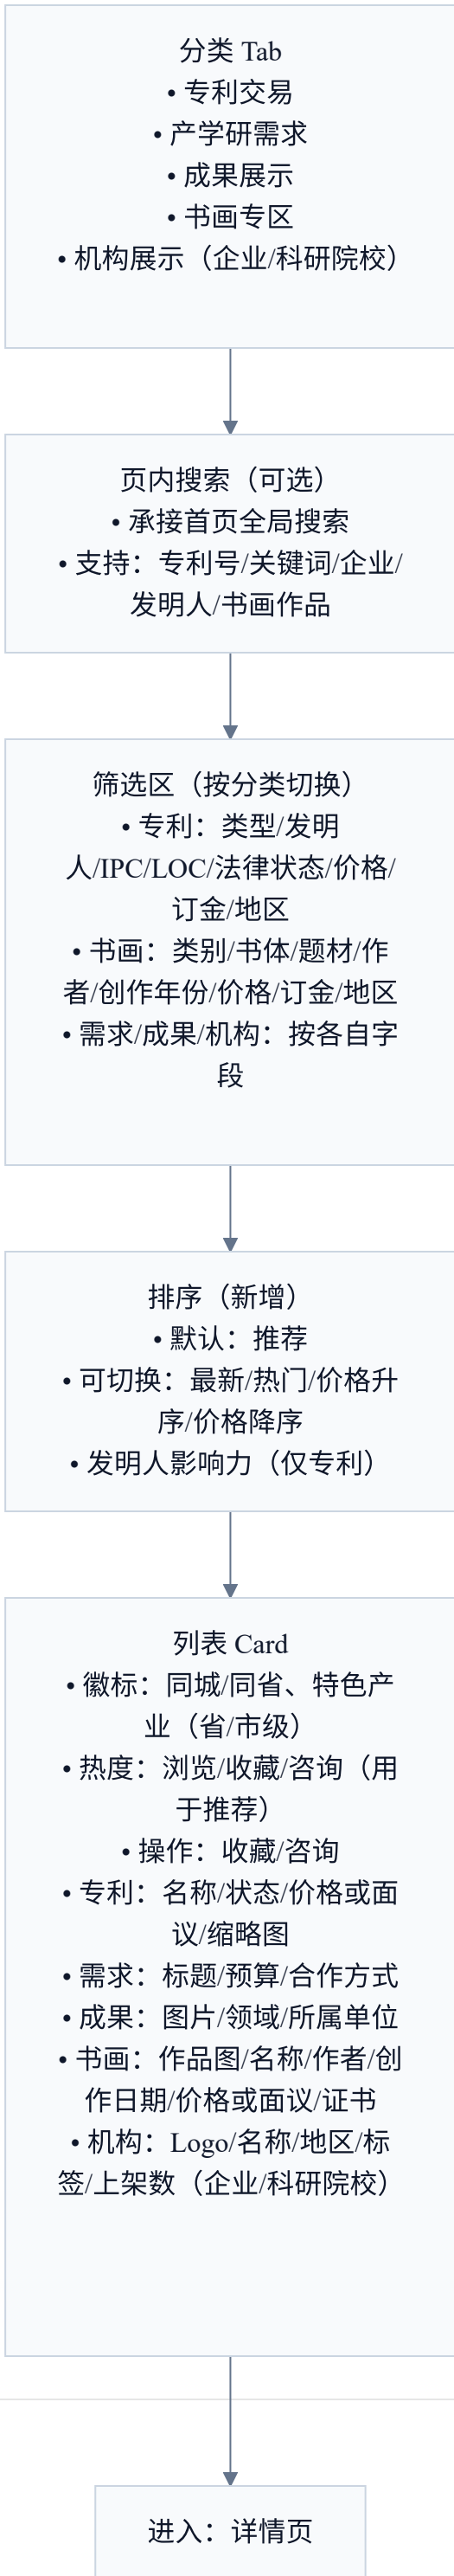 分类 Tab
• 专利交易
• 产学研需求
• 成果展示
• 书画专区
• 机构展示（企业/科研院校）
页内搜索（可选）
• 承接首页全局搜索
• 支持：专利号/关键词/企业/
发明人/书画作品
筛选区（按分类切换）
• 专利：类型/发明
人/IPC/LOC/法律状态/价格/
订金/地区
• 书画：类别/书体/题材/作
者/创作年份/价格/订金/地区
• 需求/成果/机构：按各自字
段
排序（新增）
• 默认：推荐
• 可切换：最新/热门/价格升
序/价格降序
• 发明人影响力（仅专利）
列表 Card
• 徽标：同城/同省、特色产
业（省/市级）
• 热度：浏览/收藏/咨询（用
于推荐）
• 操作：收藏/咨询
• 专利：名称/状态/价格或面
议/缩略图
• 需求：标题/预算/合作方式
• 成果：图片/领域/所属单位
• 书画：作品图/名称/作者/创
作日期/价格或面议/证书
• 机构：Logo/名称/地区/标
签/上架数（企业/科研院校）
进入：详情页